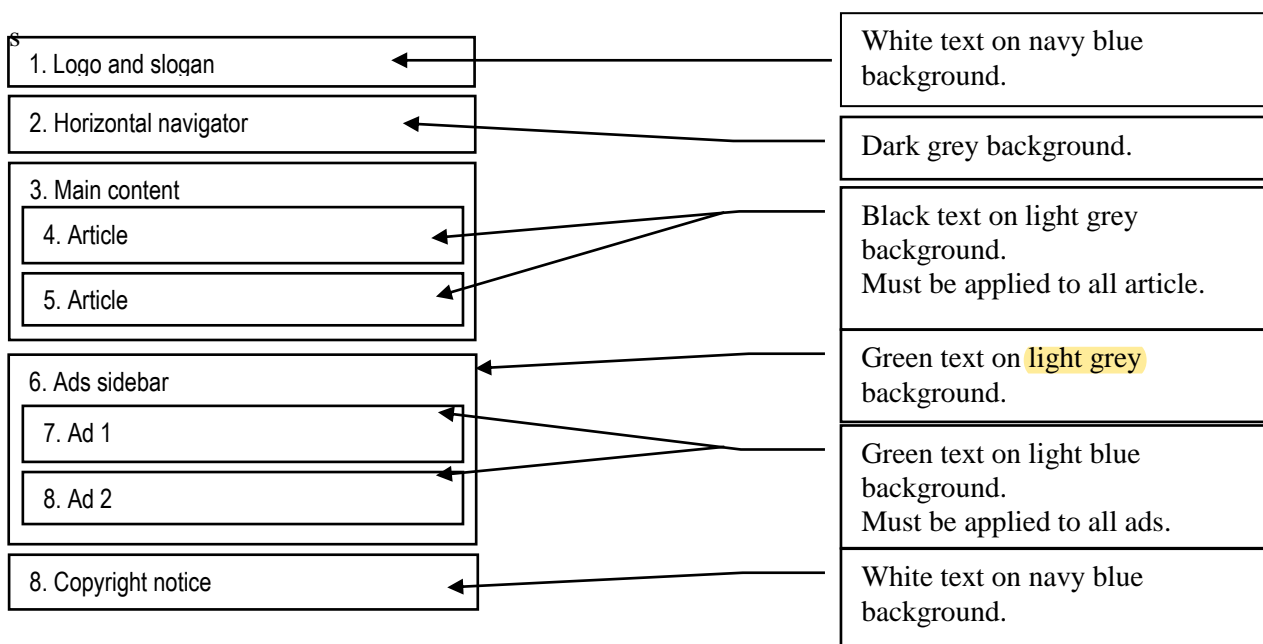 s
1. Logo and slogan
2. Horizontal navigator
3. Main content
4. Article
5. Article
6. Ads sidebar
7. Ad 1
8. Ad 2
8. Copyright notice
White text on navy blue
background.
Dark grey background.
Black text on light grey
background.
Must be applied to all article.
Green text on light grey
background.
Green text on light blue
background.
Must be applied to all ads.
White text on navy blue
background.